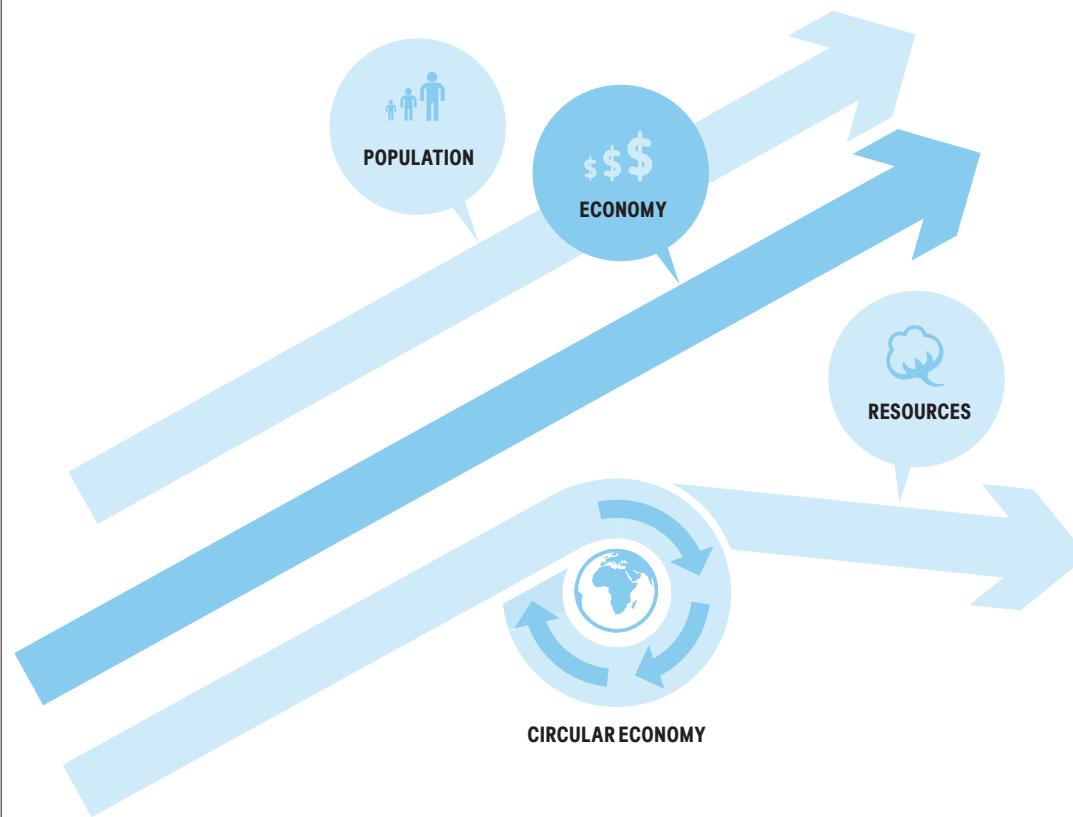 POPULATION
$$$
ECONOMY
RESOURCES
CIRCULAR ECONOMY